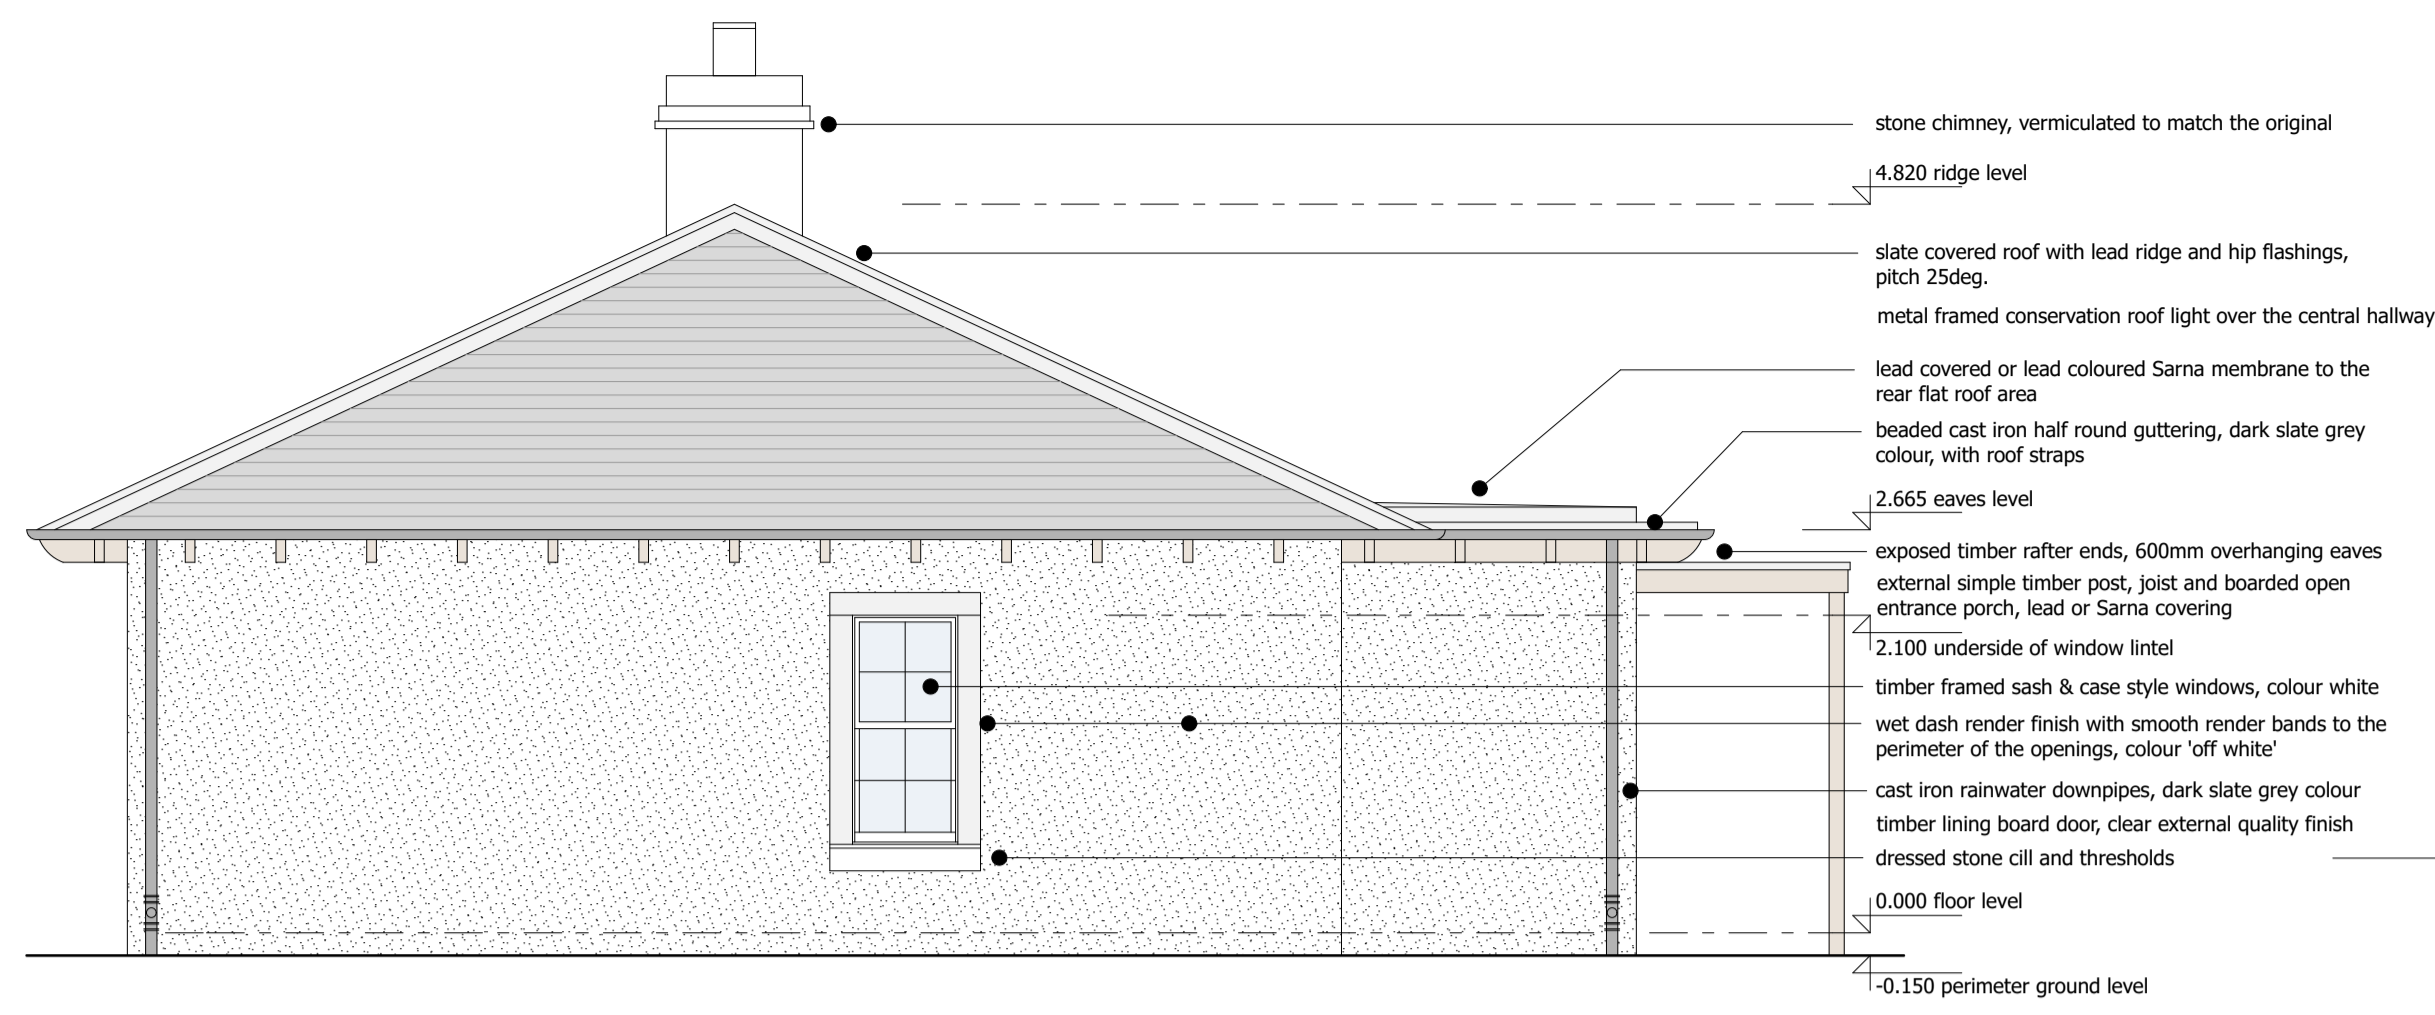 stone chimney, vermiculated to match the original
4.820 ridge level
slate covered roof with lead ridge and hip flashings,
pitch 25deg.
metal framed conservation roof light over the central hallway
lead covered or lead coloured Sarna membrane to the
rear flat roof area
beaded cast iron half round guttering, dark slate grey
colour, with roof straps
2.665 eaves level
exposed timber rafter ends, 600mm overhanging eaves
external simple timber post, joist and boarded open
entrance porch, lead or Sarna covering
2.100 underside of window lintel
timber framed sash & case style windows, colour white
wet dash render finish with smooth render bands to the
perimeter of the openings, colour 'off white'
cast iron rainwater downpipes, dark slate grey colour
timber lining board door, clear external quality finish
dressed stone cill and thresholds
0.000 floor level
-0.150 perimeter ground level